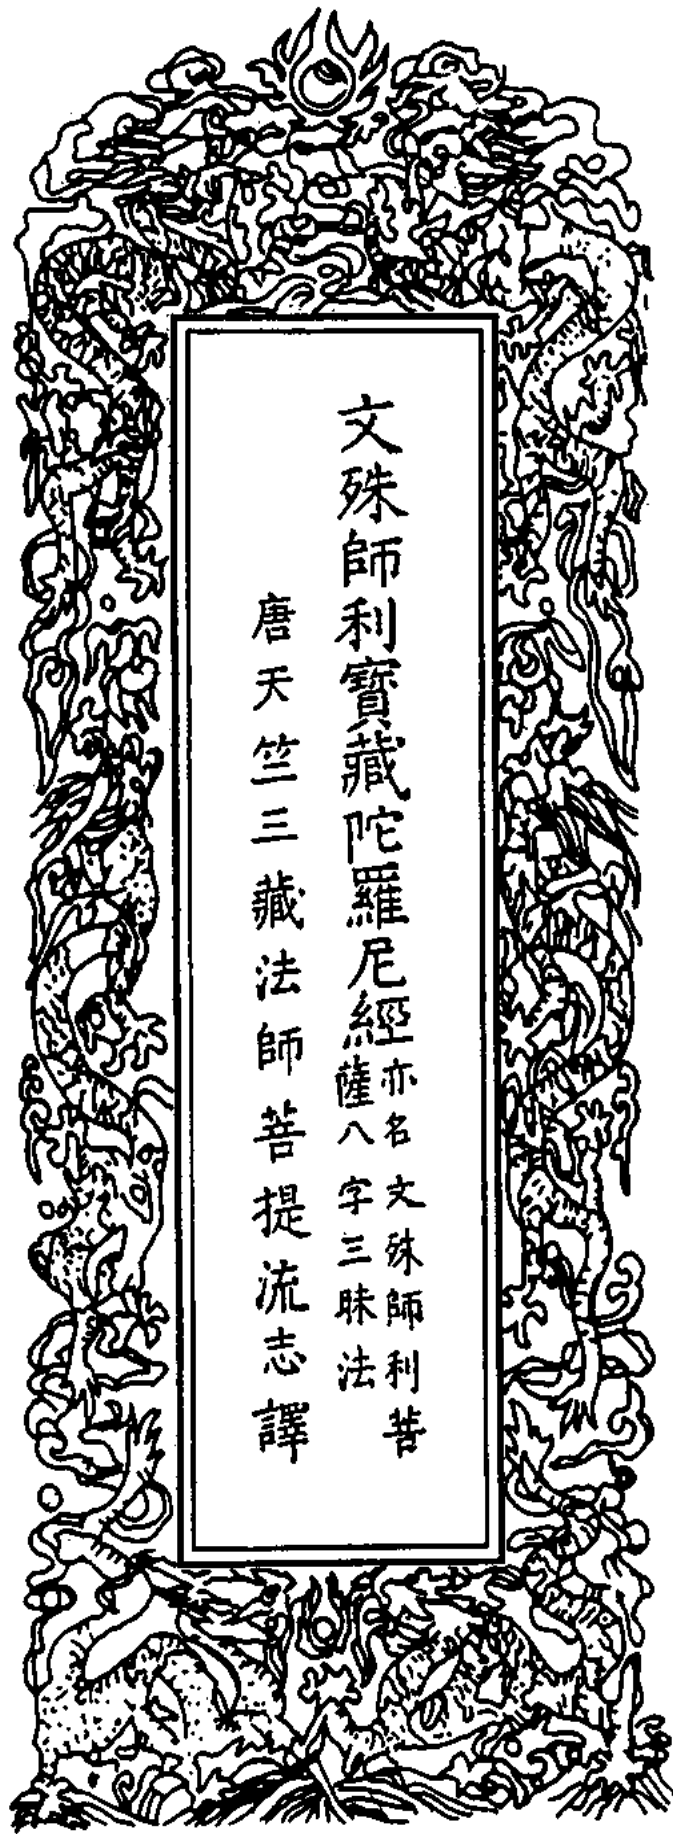 文殊師利寶藏陀羅尼經
亦名文殊師利菩
薩八字三昧法
唐天竺三藏法師菩提流志譯